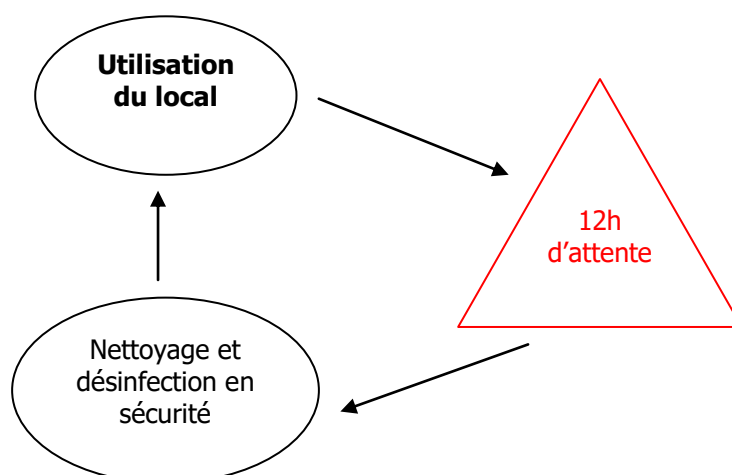 Utilisation
du local
12h
d’attente
Nettoyage et
désinfection en
sécurité